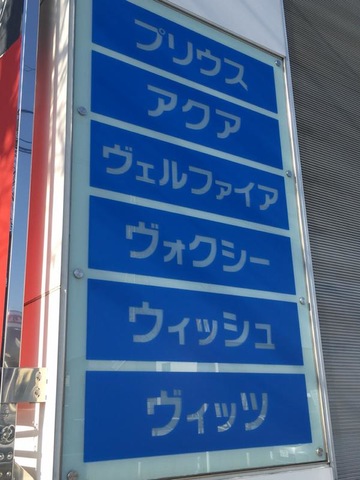 プリウス
アクア
ヴェルファイア
ヴォクシー
ウィッシュ
ヴィッツ